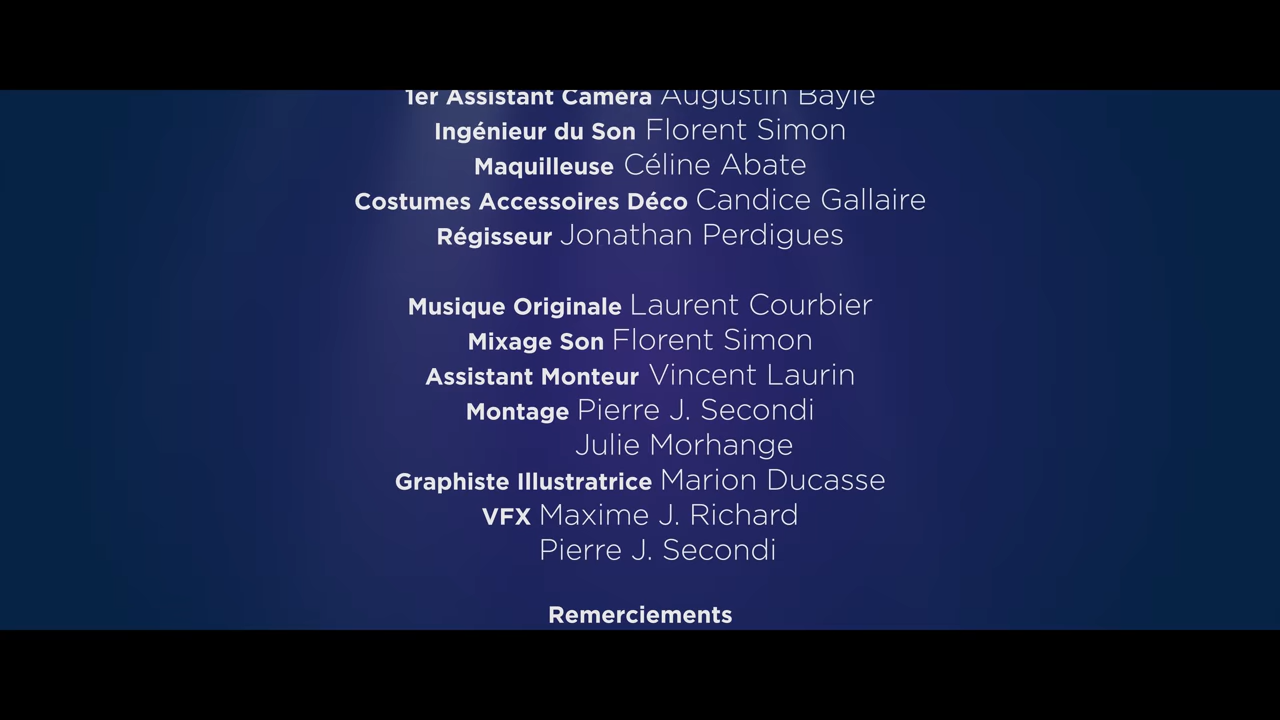 1er Assistant Caméra Augustin Bayle
Ingénieur du Son Florent Simon
Maquilleuse Céline Abate
Costumes Accessoires Déco Candice Gallaire
Régisseur Jonathan Perdigues
Musique Originale Laurent Courbier
Mixage Son Florent Simon
Assistant Monteur Vincent Laurin
Montage Pierre J. Secondi
Julie Morhange
Graphiste Illustratrice Marion Ducasse
VFX Maxime J. Richard
Pierre J. Secondi
Remerciements